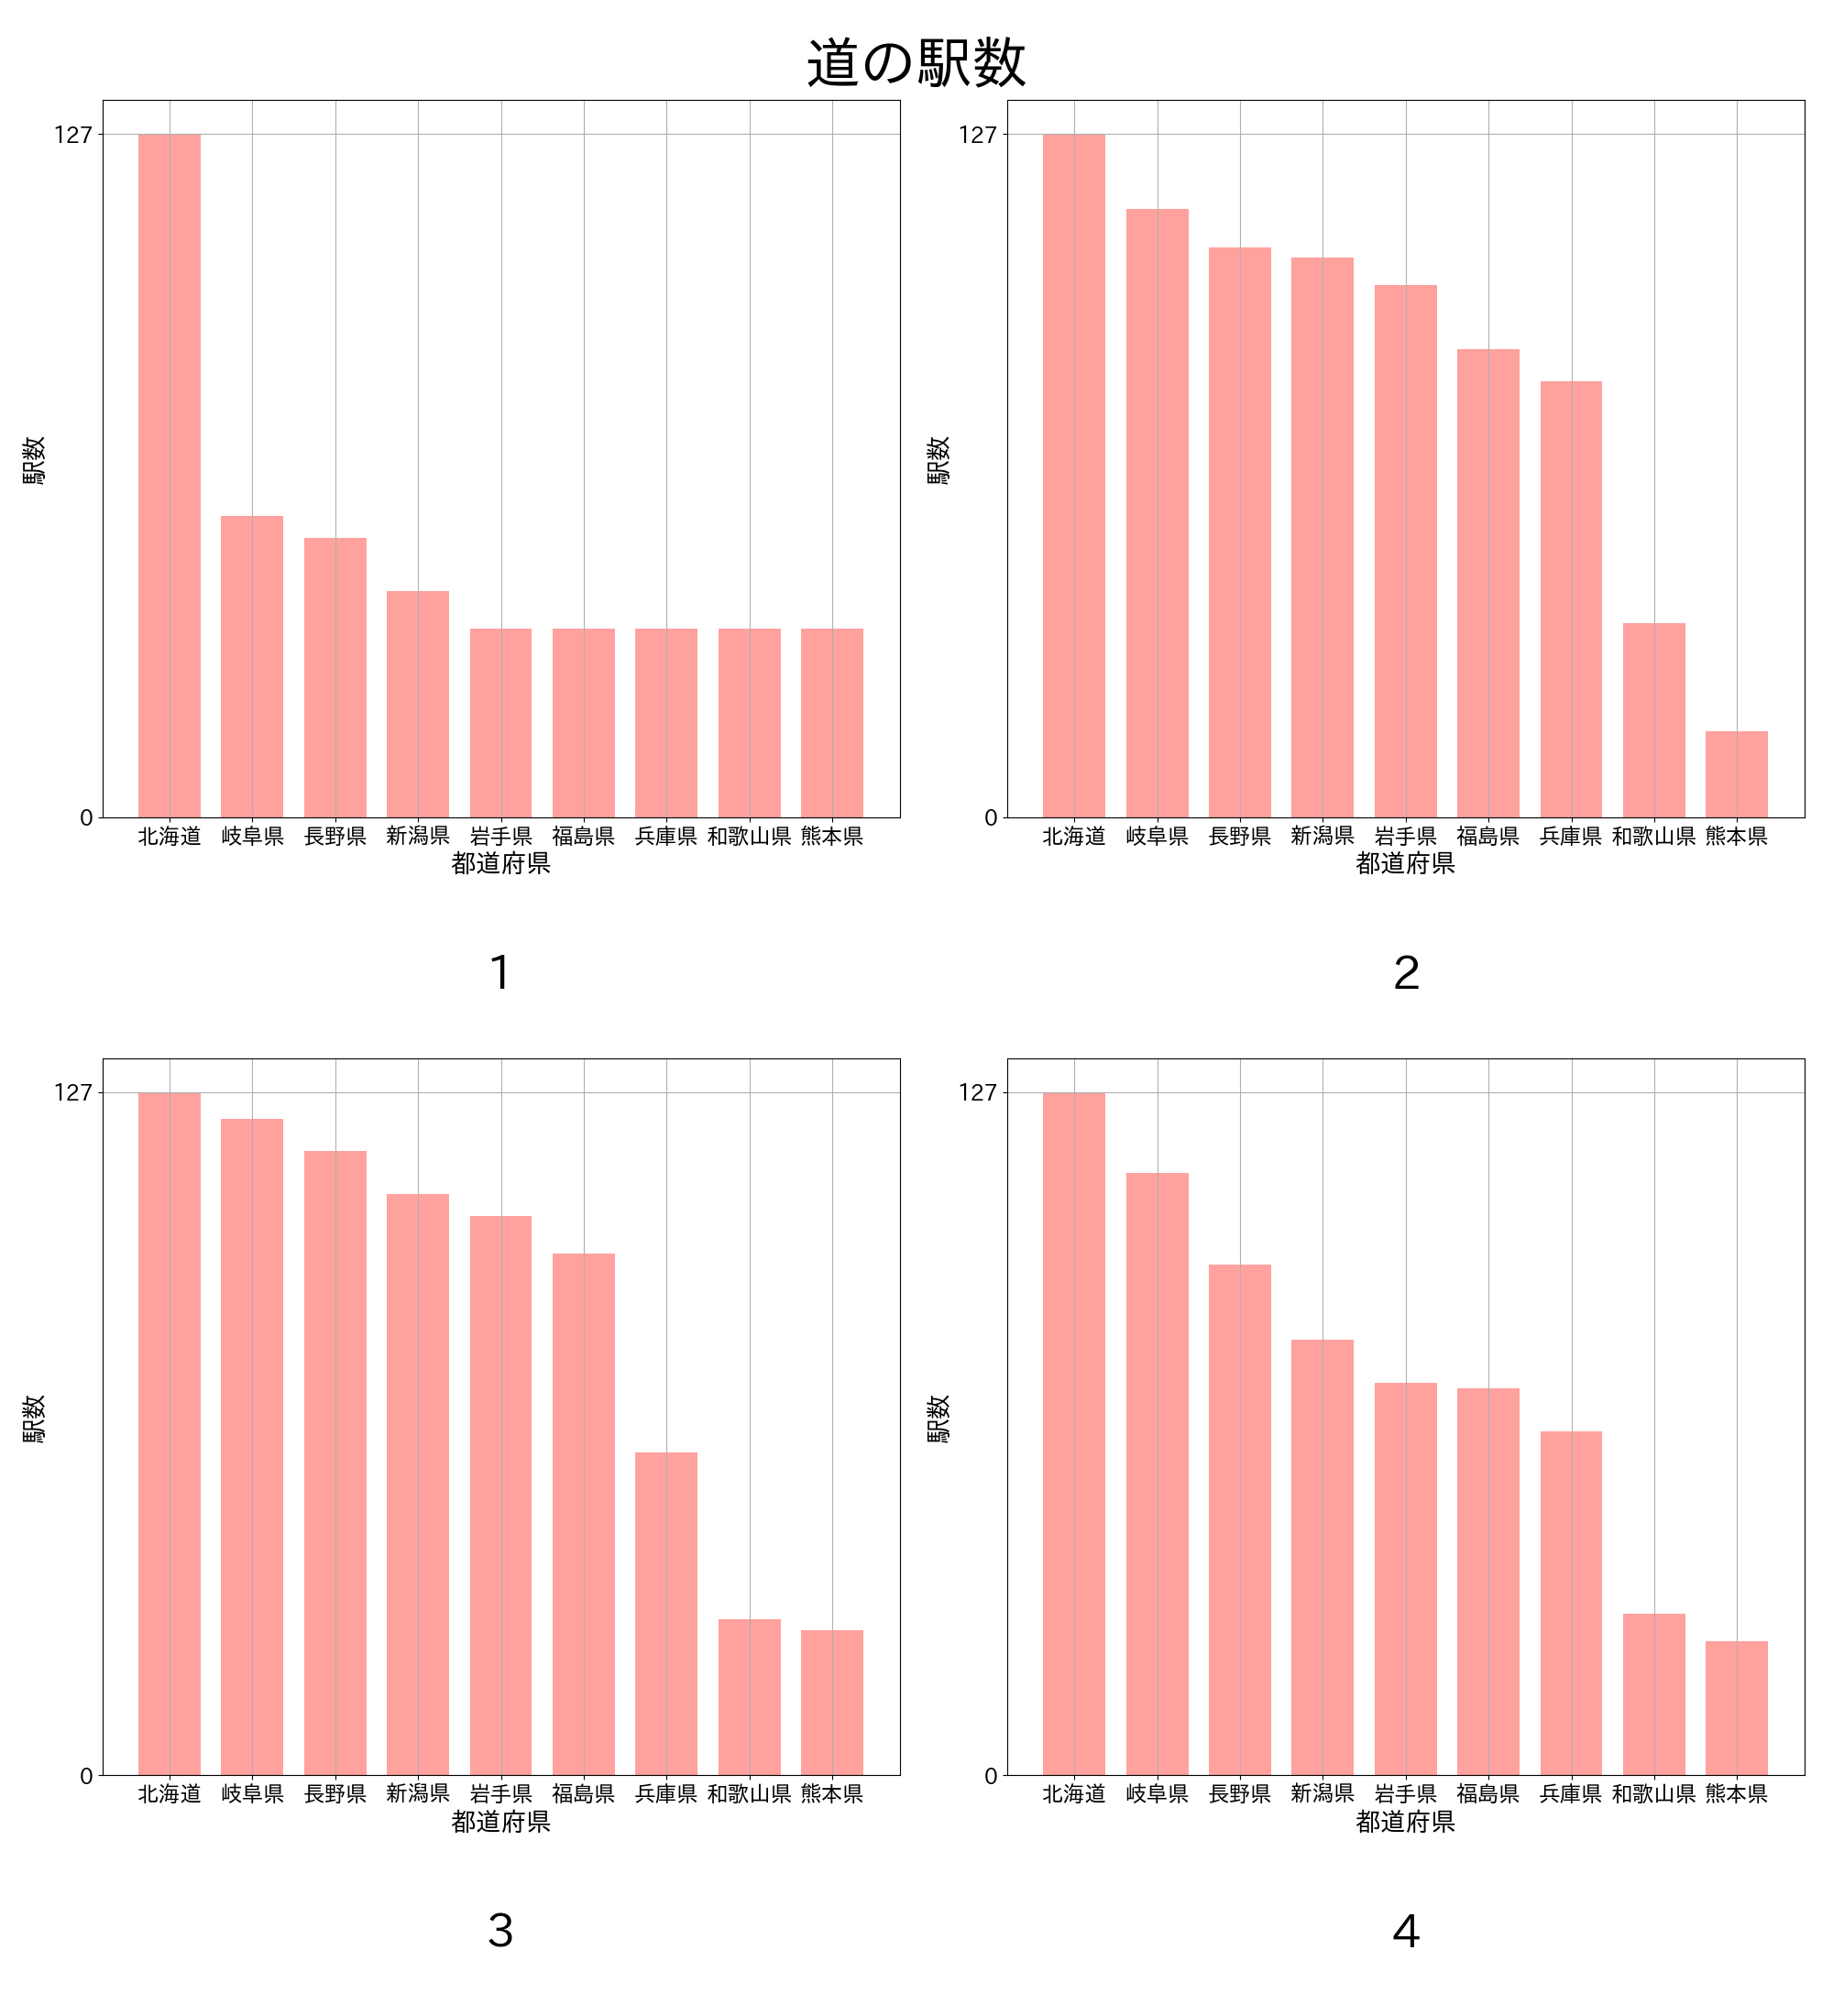 道の駅数
127
0
駅数
北海道 岐阜県 長野県 新潟県 岩手県 福島県 兵庫県 和歌山県 熊本県
都道府県
1
127
0
駅数
北海道 岐阜県 長野県 新潟県 岩手県 福島県 兵庫県 和歌山県 熊本県
都道府県
2
127
0
駅数
北海道 岐阜県 長野県 新潟県 岩手県 福島県 兵庫県 和歌山県 熊本県
都道府県
3
127
0
駅数
北海道 岐阜県 長野県 新潟県 岩手県 福島県 兵庫県 和歌山県 熊本県
都道府県
4